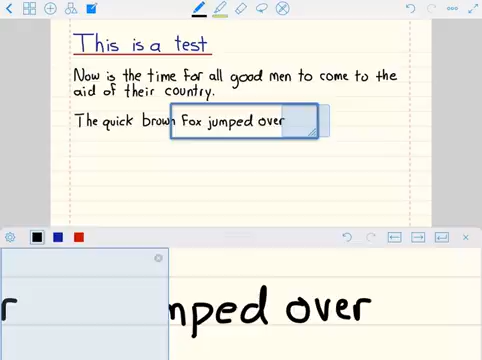 This is a test
Now is the time for all good men to come to the
aid of their country.
The quick brown Fox jumped over
r mped over